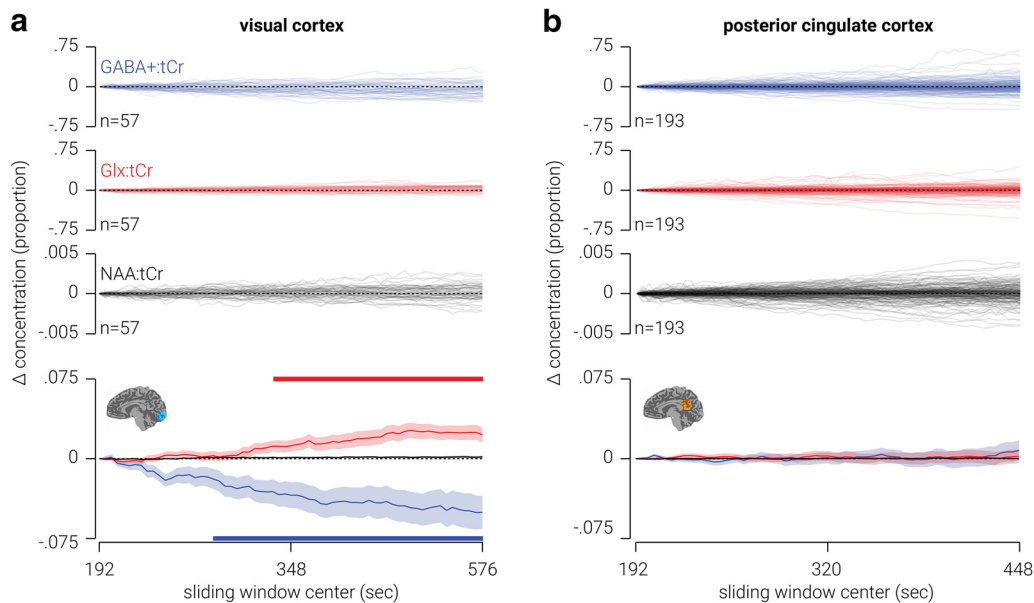 a
visual cortex
Δ concentration (proportion)
.75
0
-.75
GABA+:tCr
n=57
.75
0
-.75
Glx:tCr
n=57
.005
0
-.005
NAA:tCr
n=57
.075
0
-.075
192
348
576
sliding window center (sec)
b
posterior cingulate cortex
Δ concentration (proportion)
.75
0
-.75
n=193
.75
0
-.75
n=193
.005
0
-.005
n=193
.075
0
-.075
192
320
448
sliding window center (sec)